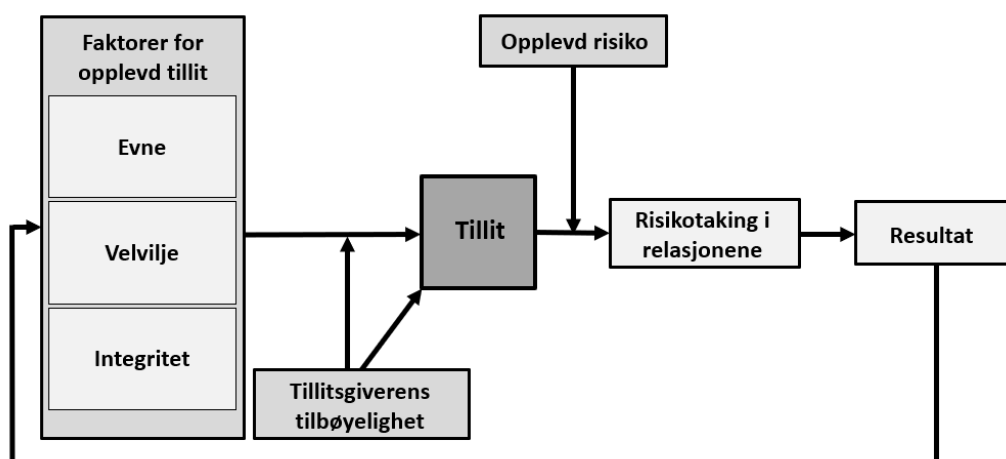 Faktorer for
opplevd tillit
Evne
Velvilje
Integritet
Tillitsgiverens
tilbøyelighet
Tillit
Opplevd risiko
Risikotaking i
relasjonene
Resultat